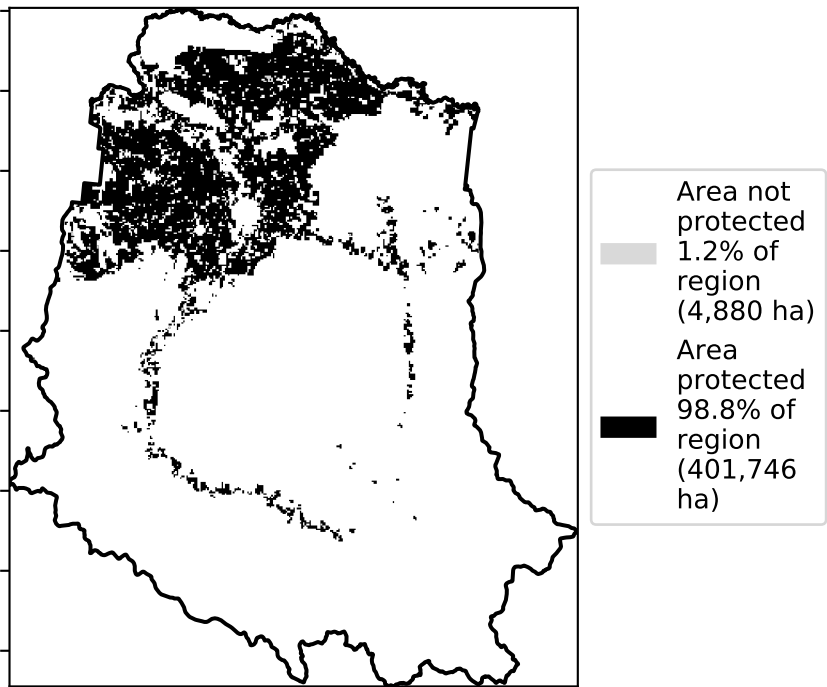 Area not
protected
1.2% of
region
(4,880 ha)
Area
protected
98.8% of
region
(401,746
ha)